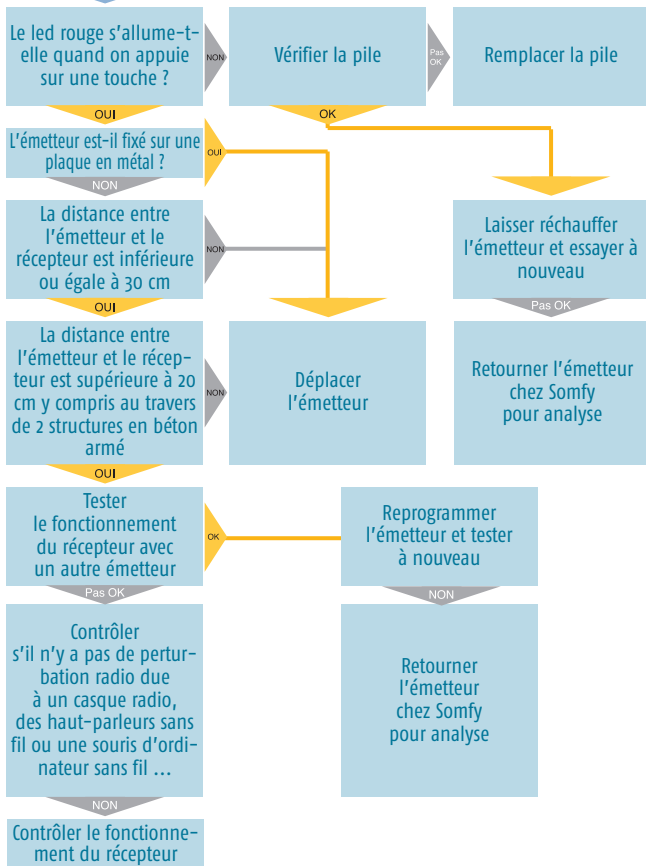 Le led rouge s'allume-t-
elle quand on appuie
sur une touche ?
NON
Vérifier la pile
Pas
OK
Remplacer la pile
OUI
OK
L'émetteur est-il fixé sur une
plaque en métal ?
OUI
NON
La distance entre
l'émetteur et le
récepteur est inférieure
ou égale à 30 cm
NON
Laisser réchauffer
l'émetteur et essayer à
nouveau
OUI
Pas OK
La distance entre
l'émetteur et le récep-
teur est supérieure à 20
cm y compris au travers
de 2 structures en béton
armé
NON
Déplacer
l'émetteur
Retourner l'émetteur
chez Somfy
pour analyse
OUI
Tester
le fonctionnement
du récepteur avec
un autre émetteur
OK
Reprogrammer
l'émetteur et tester
à nouveau
Pas OK
NON
Contrôler
s'il n'y a pas de pertur-
bation radio due
à un casque radio,
des haut-parleurs sans
fil ou une souris d'ordi-
nateur sans fil ...
Retourner
l'émetteur
chez Somfy
pour analyse
NON
Contrôler le fonctionne-
ment du récepteur